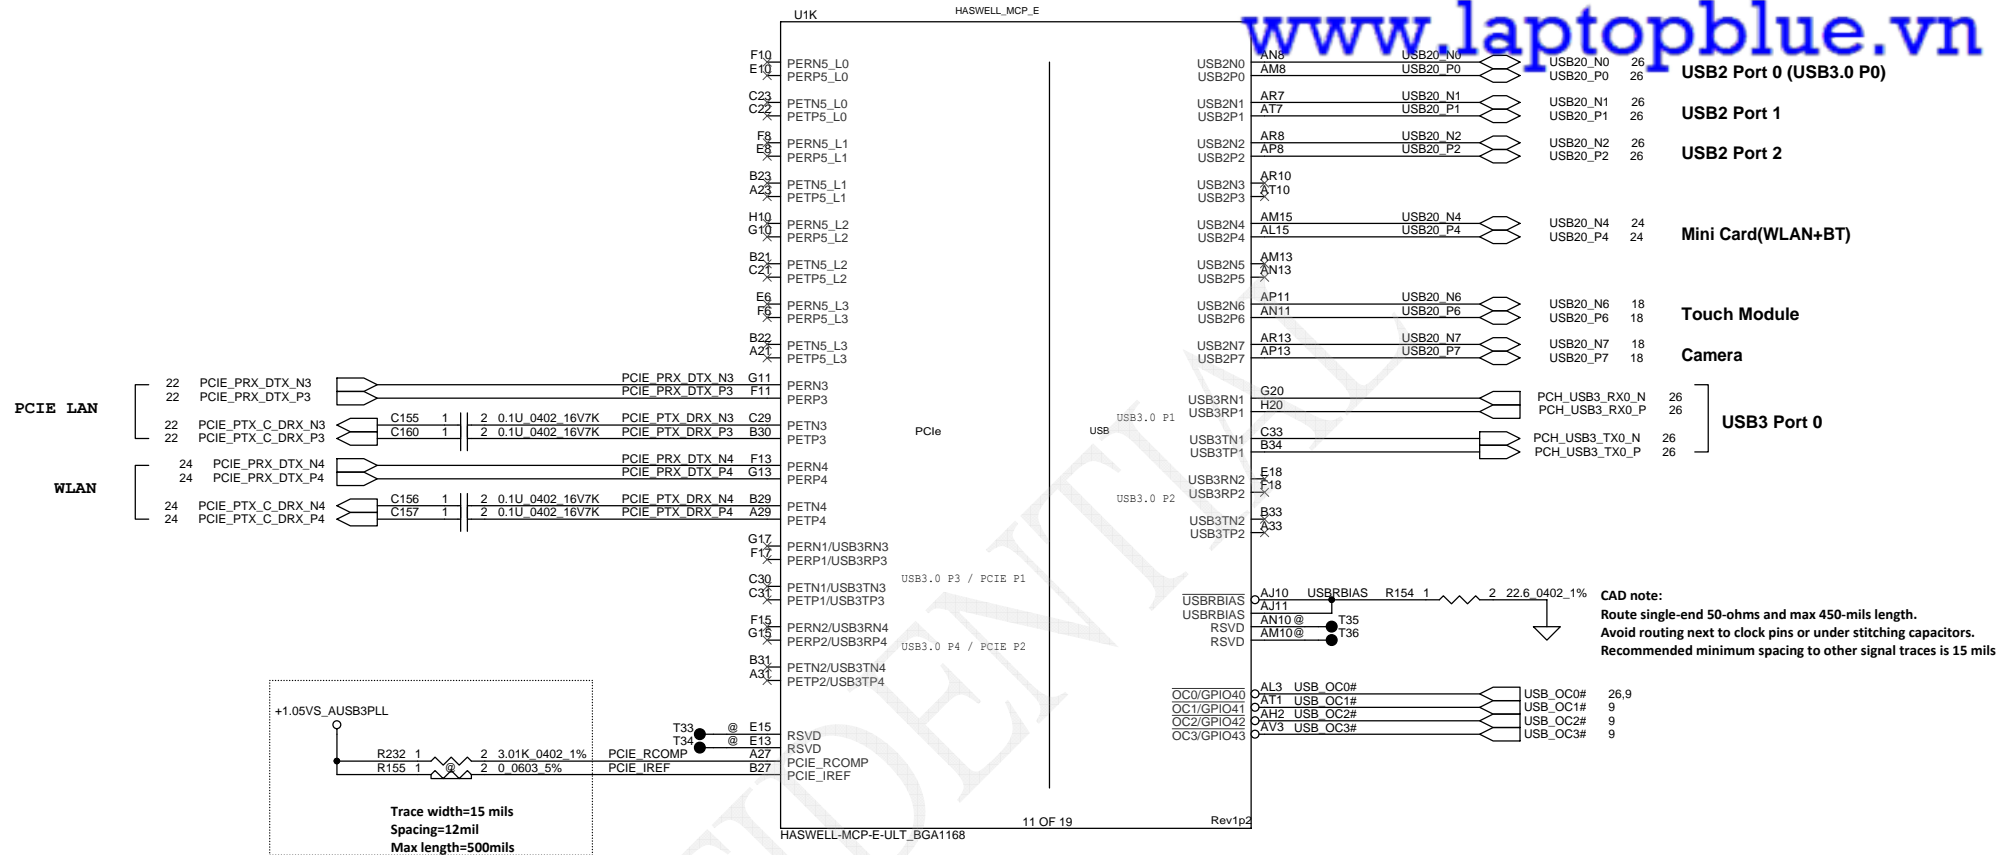 www.laptopblue.vn
U1K
HASWELL_MCP_E
F10 PERN5_L0
E10 PERP5_L0
C23 PETN5_L0
C22 PETP5_L0
F8 PERN5_L1
E8 PERP5_L1
B23 PETN5_L1
A23 PETP5_L1
H10 PERN5_L2
G10 PERP5_L2
B21 PETN5_L2
C21 PETP5_L2
E6 PERN5_L3
F6 PERP5_L3
B22 PETN5_L3
A21 PETP5_L3
PCIE LAN
22 PCIE_PRX_DTX_N3 PCIE_PRX_DTX_N3 G11 PERN3
22 PCIE_PRX_DTX_P3 PCIE_PRX_DTX_P3 F11 PERP3
22 PCIE_PTX_C_DRX_N3 C155 1 2 0.1U_0402_16V7K PCIE_PTX_DRX_N3 C29 PETN3
22 PCIE_PTX_C_DRX_P3 C160 1 2 0.1U_0402_16V7K PCIE_PTX_DRX_P3 B30 PETP3
WLAN
24 PCIE_PRX_DTX_N4 PCIE_PRX_DTX_N4 F13 PERN4
24 PCIE_PRX_DTX_P4 PCIE_PRX_DTX_P4 G13 PERP4
24 PCIE_PTX_C_DRX_N4 C156 1 2 0.1U_0402_16V7K PCIE_PTX_DRX_N4 B29 PETN4
24 PCIE_PTX_C_DRX_P4 C157 1 2 0.1U_0402_16V7K PCIE_PTX_DRX_P4 A29 PETP4
G17 PERN1/USB3RN3
F17 PERP1/USB3RP3
C30 PETN1/USB3TN3
C31 PETP1/USB3TP3
USB3.0 P3 / PCIE P1
F15 PERN2/USB3RN4
G15 PERP2/USB3RP4
USB3.0 P4 / PCIE P2
B31 PETN2/USB3TN4
A31 PETP2/USB3TP4
+1.05VS_AUSB3PLL
T33 @ E15 RSVD
T34 @ E13 RSVD
R232 1 2 3.01K_0402_1% PCIE_RCOMP A27 PCIE_RCOMP
R155 1 @ 2 0_0603_5% PCIE_IREF B27 PCIE_IREF
Trace width=15 mils
Spacing=12mil
Max length=500mils
PCIe
USB
USB2N0 AN8 USB20_N0 USB20_N0 26
USB2P0 AM8 USB20_P0 USB20_P0 26
USB2 Port 0 (USB3.0 P0)
USB2N1 AR7 USB20_N1 USB20_N1 26
USB2P1 AT7 USB20_P1 USB20_P1 26
USB2 Port 1
USB2N2 AR8 USB20_N2 USB20_N2 26
USB2P2 AP8 USB20_P2 USB20_P2 26
USB2 Port 2
USB2N3 AR10
USB2P3 AT10
USB2N4 AM15 USB20_N4 USB20_N4 24
USB2P4 AL15 USB20_P4 USB20_P4 24
Mini Card(WLAN+BT)
USB2N5 AM13
USB2P5 AN13
USB2N6 AP11 USB20_N6 USB20_N6 18
USB2P6 AN11 USB20_P6 USB20_P6 18
Touch Module
USB2N7 AR13 USB20_N7 USB20_N7 18
USB2P7 AP13 USB20_P7 USB20_P7 18
Camera
USB3RN1 G20 PCH_USB3_RX0_N 26
USB3RP1 H20 PCH_USB3_RX0_P 26
USB3.0 P1
USB3 Port 0
USB3TN1 C33 PCH_USB3_TX0_N 26
USB3TP1 B34 PCH_USB3_TX0_P 26
USB3RN2 E18
USB3RP2 F18
USB3.0 P2
USB3TN2 B33
USB3TP2 A33
USBRBIAS AJ10 USBRBIAS R154 1 2 22.6_0402_1%
USBRBIAS AJ11
RSVD AN10 @ T35
RSVD AM10 @ T36
CAD note:
Route single-end 50-ohms and max 450-mils length.
Avoid routing next to clock pins or under stitching capacitors.
Recommended minimum spacing to other signal traces is 15 mils
OC0/GPIO40 AL3 USB_OC0# USB_OC0# 26,9
OC1/GPIO41 AT1 USB_OC1# USB_OC1# 9
OC2/GPIO42 AH2 USB_OC2# USB_OC2# 9
OC3/GPIO43 AV3 USB_OC3# USB_OC3# 9
11 OF 19
Rev1p2
HASWELL-MCP-E-ULT_BGA1168
FIDENTIAL